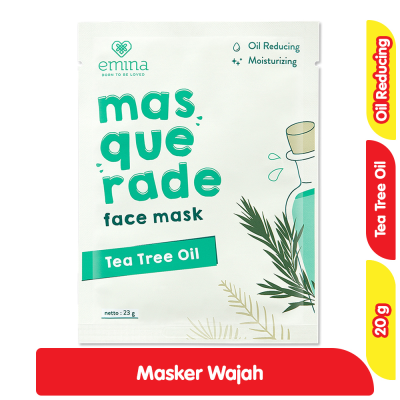 emina
BORN TO BE LOVED
Oil Reducing
Moisturizing
mas
que
rade
face mask
Tea Tree Oil
netto : 23 g
Oil Reducing
Tea Tree Oil
20 g
Masker Wajah